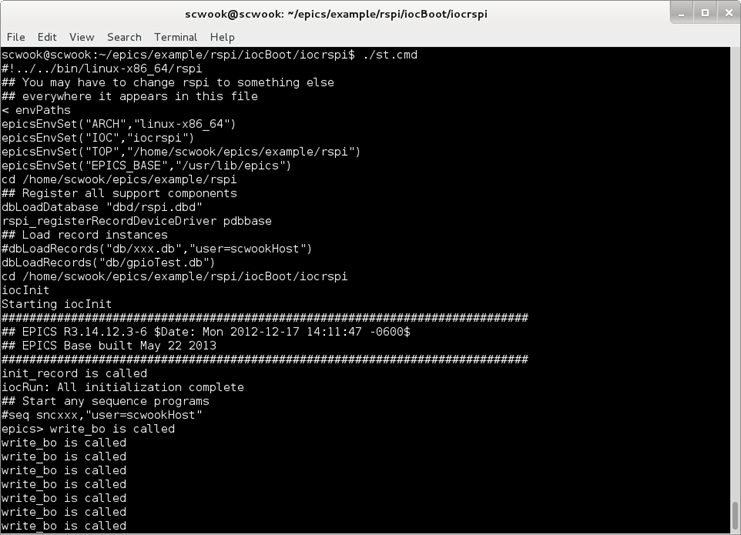 scwook@scwook: ~/epics/example/rspi/iocBoot/iocrspi
File Edit View Search Terminal Help
scwook@scwook:~/epics/example/rspi/iocBoot/iocrspi$ ./st.cmd
#!../../bin/linux-x86_64/rspi
## You may have to change rspi to something else
## everywhere it appears in this file
< envPaths
epicsEnvSet("ARCH","linux-x86_64")
epicsEnvSet("IOC","iocrspi")
epicsEnvSet("TOP","/home/scwook/epics/example/rspi")
epicsEnvSet("EPICS_BASE","/usr/lib/epics")
cd /home/scwook/epics/example/rspi
## Register all support components
dbLoadDatabase "dbd/rspi.dbd"
rspi_registerRecordDeviceDriver pdbbase
## Load record instances
#dbLoadRecords("db/xxx.db","user=scwookHost")
dbLoadRecords("db/gpioTest.db")
cd /home/scwook/epics/example/rspi/iocBoot/iocrspi
iocInit
Starting iocInit
############################################################################
## EPICS R3.14.12.3-6 $Date: Mon 2012-12-17 14:11:47 -0600$
## EPICS Base built May 22 2013
############################################################################
init_record is called
iocRun: All initialization complete
## Start any sequence programs
#seq sncxxx,"user=scwookHost"
epics> write_bo is called
write_bo is called
write_bo is called
write_bo is called
write_bo is called
write_bo is called
write_bo is called
write_bo is called